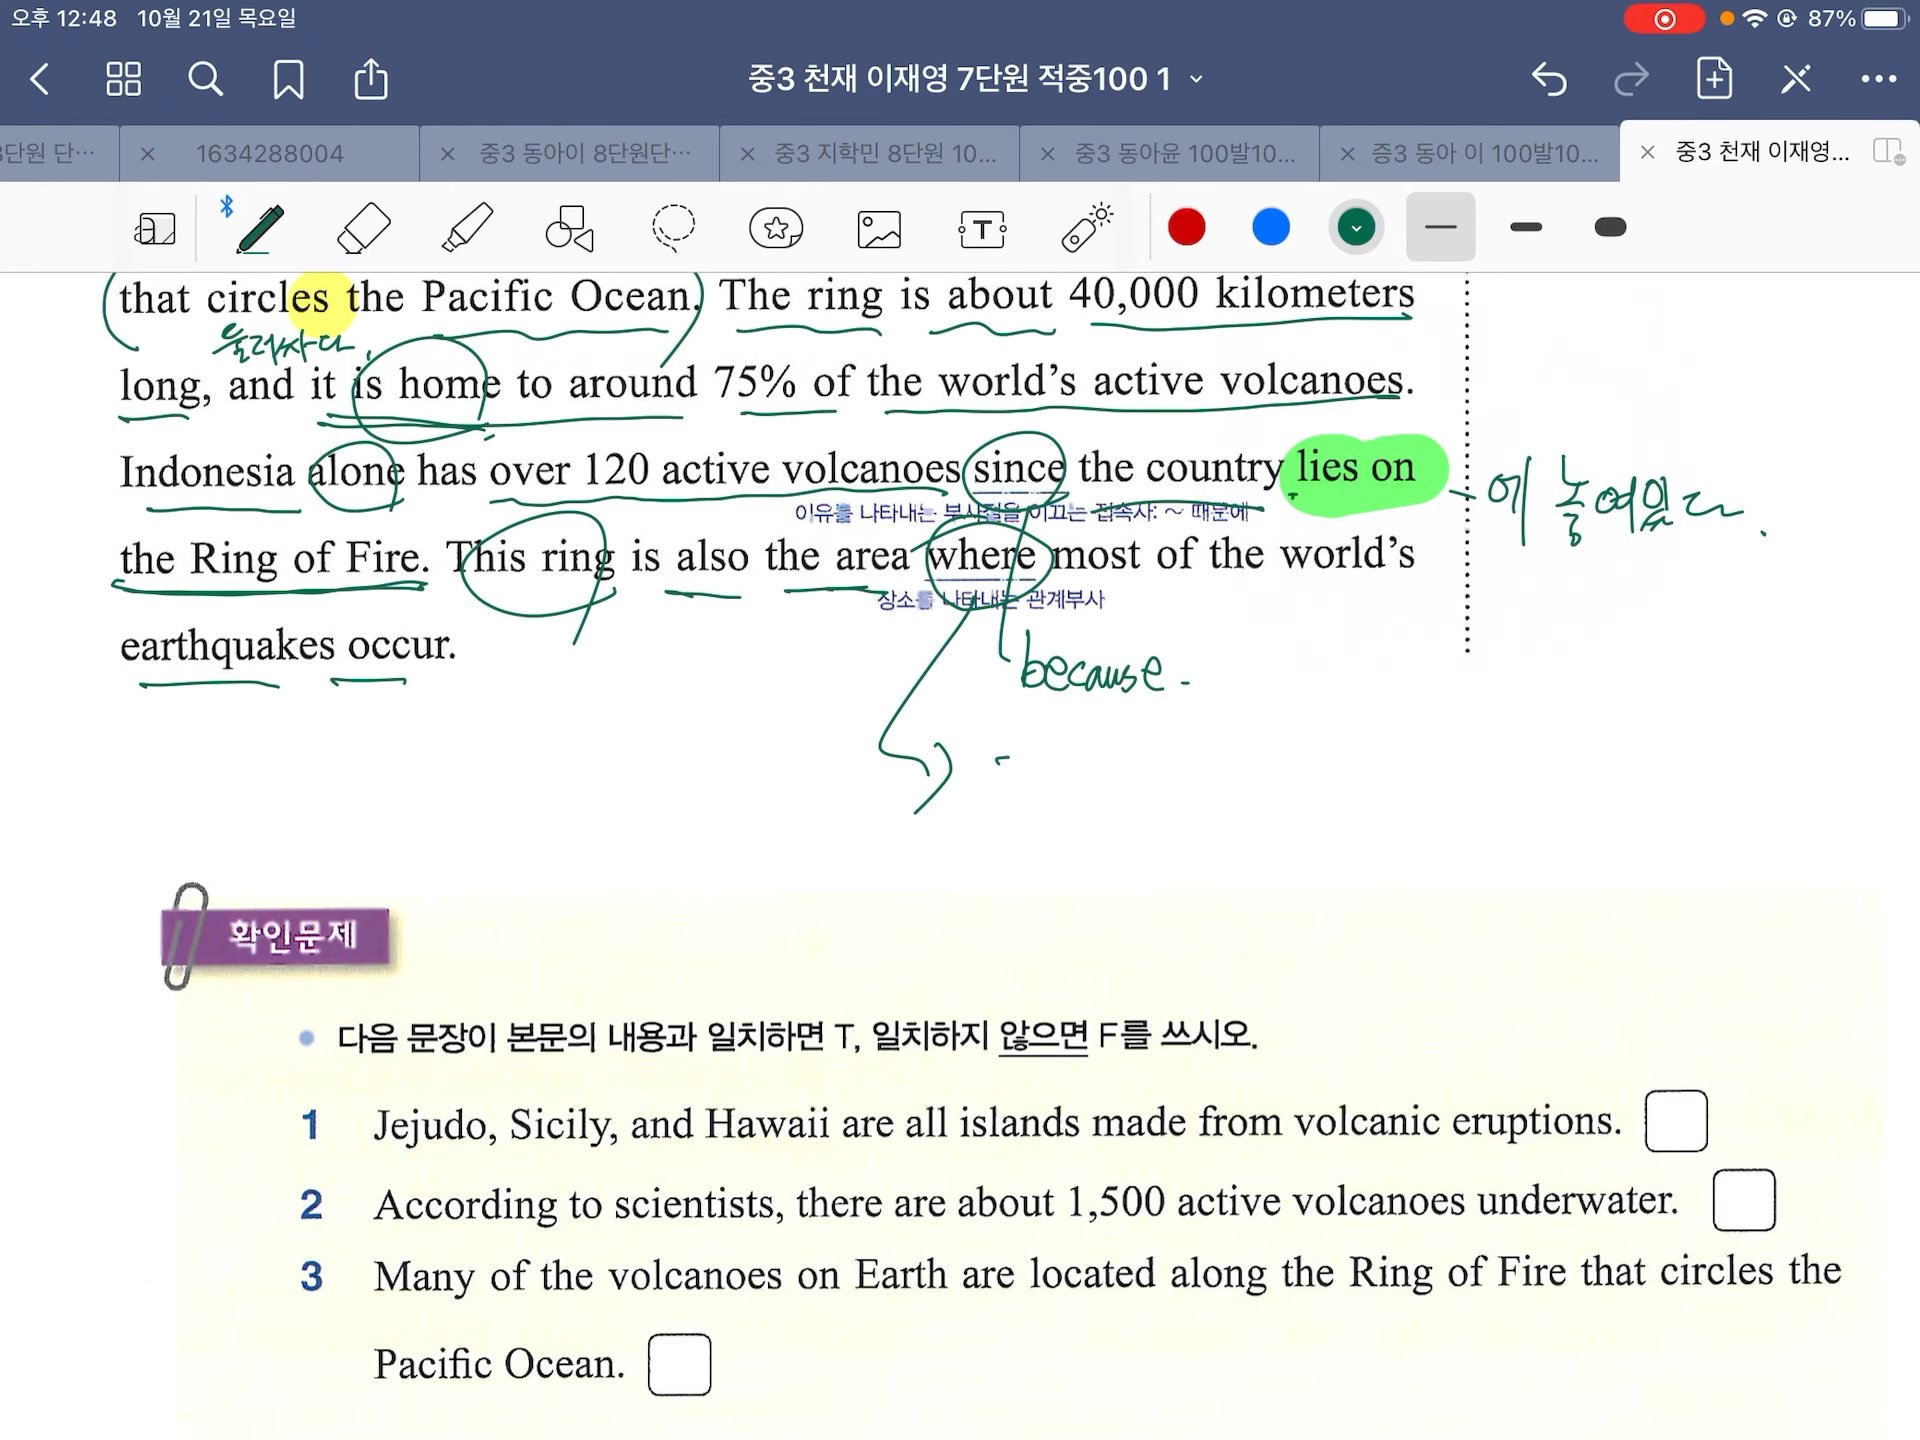 오후 12:48 10월 21일 목요일 87%
중3 천재 이재영 7단원 적중100 1
3단원 단… 1634288004 중3 동아이 8단원단… 중3 지학민 8단원 10... 중3 동아윤 100발10... 증3 동아 이 100발10... 중3 천재 이재영...
that circles the Pacific Ocean. The ring is about 40,000 kilometers
둘러싸다.
long, and it is home to around 75% of the world's active volcanoes.
Indonesia alone has over 120 active volcanoes since the country lies on
에 놓여있다.
이유를 나타내는 부사절을 이끄는 접속사: ~ 때문에
the Ring of Fire. This ring is also the area where most of the world's
장소를 나타내는 관계부사
earthquakes occur.
because.
확인문제
다음 문장이 본문의 내용과 일치하면 T, 일치하지 않으면 F를 쓰시오.
1 Jejudo, Sicily, and Hawaii are all islands made from volcanic eruptions.
2 According to scientists, there are about 1,500 active volcanoes underwater.
3 Many of the volcanoes on Earth are located along the Ring of Fire that circles the
Pacific Ocean.